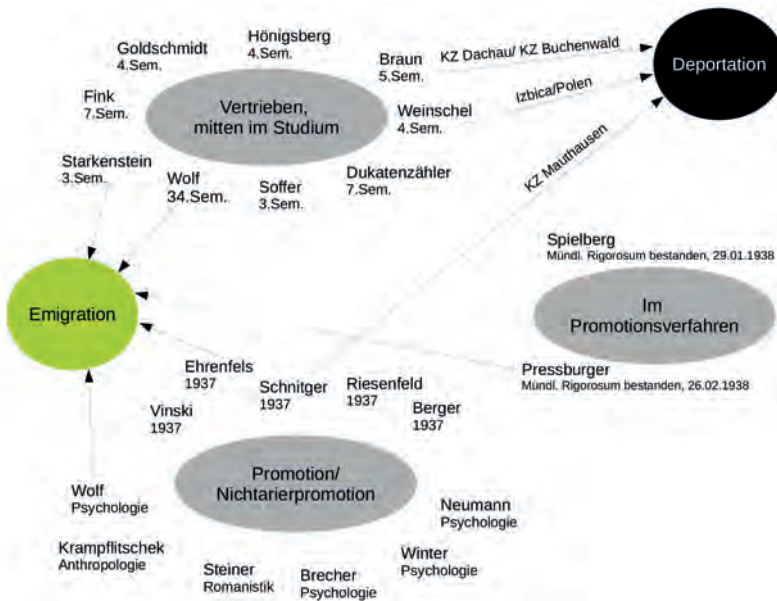 Goldschmidt
4.Sem.
Hönigsberg
4.Sem.
Braun
5.Sem.
KZ Dachau/ KZ Buchenwald
Deportation
Fink
7.Sem.
Vertrieben,
mitten im Studium
Weinschel
4.Sem.
Izbica/Polen
KZ Mauthausen
Starkenstein
3.Sem.
Wolf
34.Sem.
Soffer
3.Sem.
Dukatenzähler
7.Sem.
Spielberg
Mündl. Rigorosum bestanden, 29.01.1938
Emigration
Im
Promotionsverfahren
Ehrenfels
1937
Schnitger
1937
Riesenfeld
1937
Pressburger
Mündl. Rigorosum bestanden, 26.02.1938
Vinski
1937
Berger
1937
Promotion/
Nichtarierpromotion
Wolf
Psychologie
Neumann
Psychologie
Krampflitschek
Anthropologie
Steiner
Romanistik
Brecher
Psychologie
Winter
Psychologie